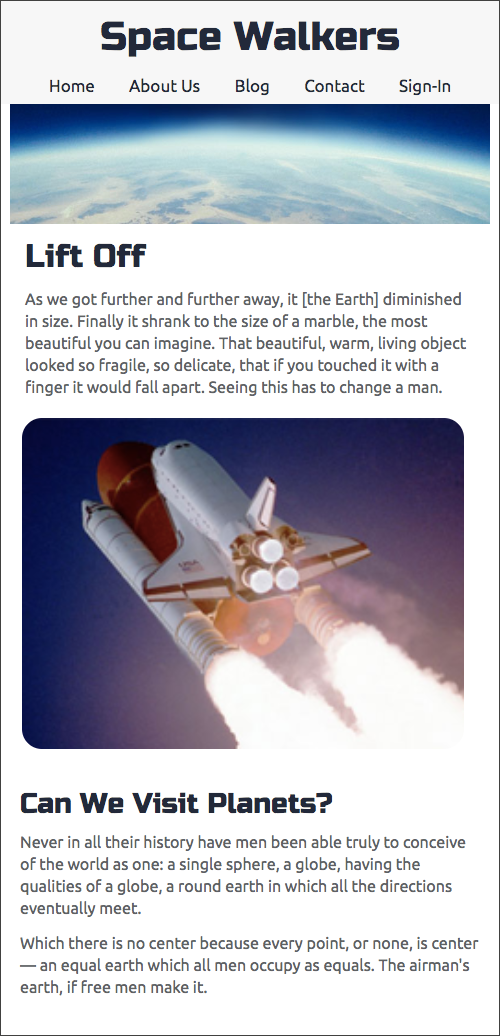 Space Walkers
Home About Us Blog Contact Sign-In
Lift Off
As we got further and further away, it [the Earth] diminished
in size. Finally it shrank to the size of a marble, the most
beautiful you can imagine. That beautiful, warm, living object
looked so fragile, so delicate, that if you touched it with a
finger it would fall apart. Seeing this has to change a man.
USA
Can We Visit Planets?
Never in all their history have men been able truly to conceive
of the world as one: a single sphere, a globe, having the
qualities of a globe, a round earth in which all the directions
eventually meet.
Which there is no center because every point, or none, is center
— an equal earth which all men occupy as equals. The airman's
earth, if free men make it.